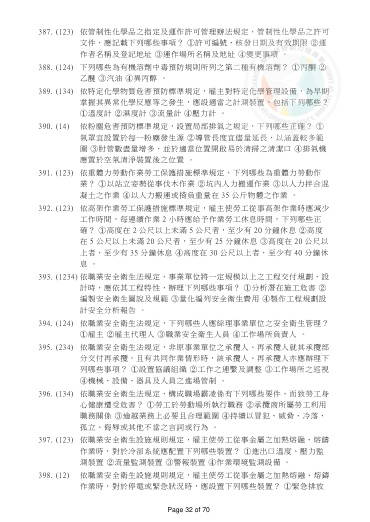 387. (123) 依管制性化學品之指定及運作許可管理辦法規定，管制性化學品之許可
文件，應記載下列哪些事項？ ①許可編號、核發日期及有效期限 ②運
作者名稱及登記地址 ③運作場所名稱及地址 ④變更事項 。
388. (124) 下列哪些為有機溶劑中毒預防規則所列之第二種有機溶劑？ ①丙酮 ②
乙醚 ③汽油 ④異丙醇 。
389. (134) 依特定化學物質危害預防標準規定，雇主對特定化學管理設備，為早期
掌握其異常化學反應等之發生，應設適當之計測裝置，包括下列哪些？
①溫度計 ②濕度計 ③流量計 ④壓力計 。
390. (14) 依粉塵危害預防標準規定，設置局部排氣之規定，下列哪些正確？ ①
氣罩宜設置於每一粉塵發生源 ②導管長度宜儘量延長，以涵蓋較多範
圍 ③肘管數儘量增多，並於適當位置開啟易於清掃之清潔口 ④排氣機
應置於空氣清淨裝置後之位置 。
391. (123) 依重體力勞動作業勞工保護措施標準規定，下列哪些為重體力勞動作
業？ ①以站立姿勢從事伐木作業 ②坑內人力搬運作業 ③以人力拌合混
凝土之作業 ④以人力搬運或揹負重量在 35 公斤物體之作業 。
392. (123) 依高架作業勞工保護措施標準規定，雇主使勞工從事高架作業時應減少
工作時間，每連續作業 2 小時應給予作業勞工休息時間，下列哪些正
確？ ①高度在 2 公尺以上未滿 5 公尺者，至少有 20 分鐘休息 ②高度
在 5 公尺以上未滿 20 公尺者，至少有 25 分鐘休息 ③高度在 20 公尺以
上者，至少有 35 分鐘休息 ④高度在 30 公尺以上者，至少有 40 分鐘休
息 。
393. (1234) 依職業安全衛生法規定，事業單位將一定規模以上之工程交付規劃、設
計時，應依其工程特性，辦理下列哪些事項？ ①分析潛在施工危害 ②
編製安全衛生圖說及規範 ③量化編列安全衛生費用 ④製作工程規劃設
計安全分析報告 。
394. (124) 依職業安全衛生法規定，下列哪些人應綜理事業單位之安全衛生管理？
①雇主 ②雇主代理人 ③職業安全衛生人員 ④工作場所負責人 。
395. (234) 依職業安全衛生法規定，非原事業單位之承攬人、再承攬人就其承攬部
分交付再承攬，且有共同作業情形時，該承攬人、再承攬人亦應辦理下
列哪些事項？ ①設置協議組織 ②工作之連繫及調整 ③工作場所之巡視
④機械、設備、器具及人員之進場管制 。
396. (134) 依職業安全衛生法規定，構成職場霸凌係有下列哪些要件，而致勞工身
心健康遭受危害？ ①勞工於勞動場所執行職務 ②承攬商所屬勞工利用
職務關係 ③逾越業務上必要且合理範圍 ④持續以冒犯、威脅、冷落、
孤立、侮辱或其他不當之言詞或行為 。
397. (123) 依職業安全衛生設施規則規定，雇主使勞工從事金屬之加熱熔融、熔鑄
作業時，對於冷卻系統應配置下列哪些裝置？ ①進出口溫度、壓力監
測裝置 ②流量監測裝置 ③警報裝置 ④作業環境監測設備 。
398. (12) 依職業安全衛生設施規則規定，雇主使勞工從事金屬之加熱熔融、熔鑄
作業時，對於停電或緊急狀況時，應設置下列哪些裝置？ ①緊急排放
Page 32 of 70